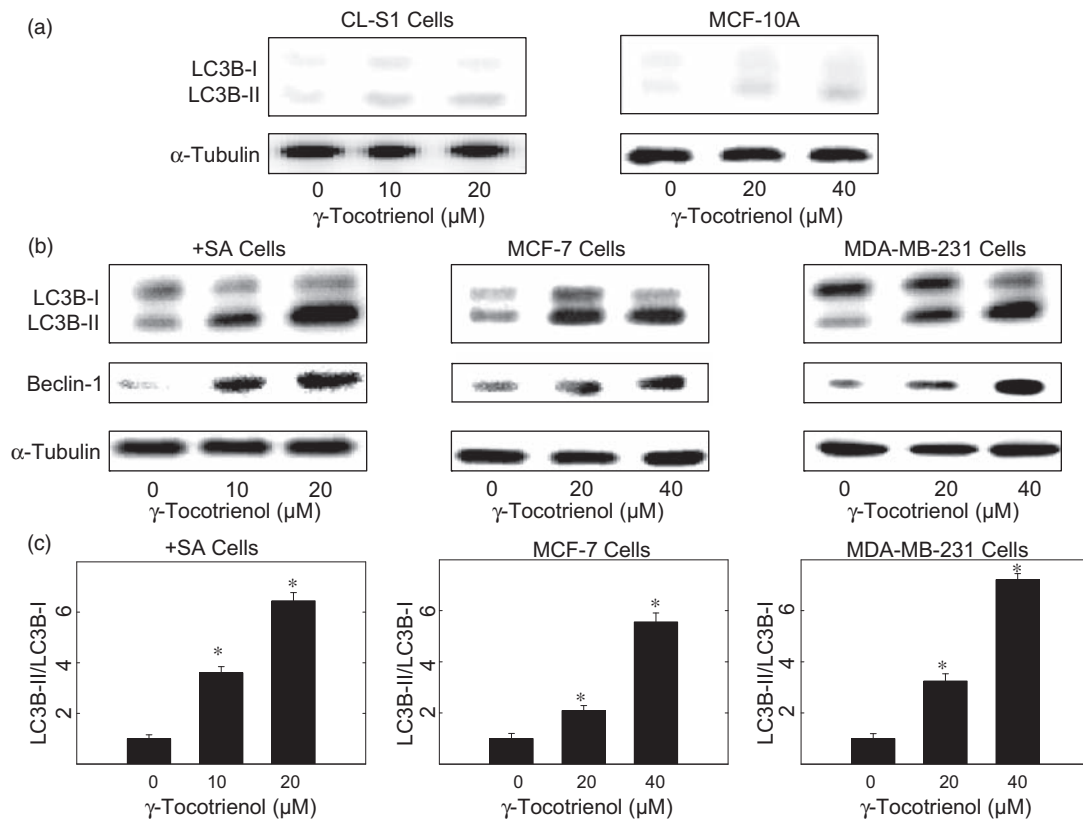 (a)
CL-S1 Cells MCF-10A
LC3B-I
LC3B-II
α-Tubulin
0 10 20 0 20 40
γ-Tocotrienol (µM) γ-Tocotrienol (µM)
(b)
+SA Cells MCF-7 Cells MDA-MB-231 Cells
LC3B-I
LC3B-II
Beclin-1
α-Tubulin
0 10 20 0 20 40 0 20 40
γ-Tocotrienol (µM) γ-Tocotrienol (µM) γ-Tocotrienol (µM)
(c)
+SA Cells MCF-7 Cells MDA-MB-231 Cells
LC3B-II/LC3B-I LC3B-II/LC3B-I LC3B-II/LC3B-I
6 6 6
4 4 4
2 2 2
* * * * * *
0 10 20 0 20 40 0 20 40
γ-Tocotrienol (µM) γ-Tocotrienol (µM) γ-Tocotrienol (µM)